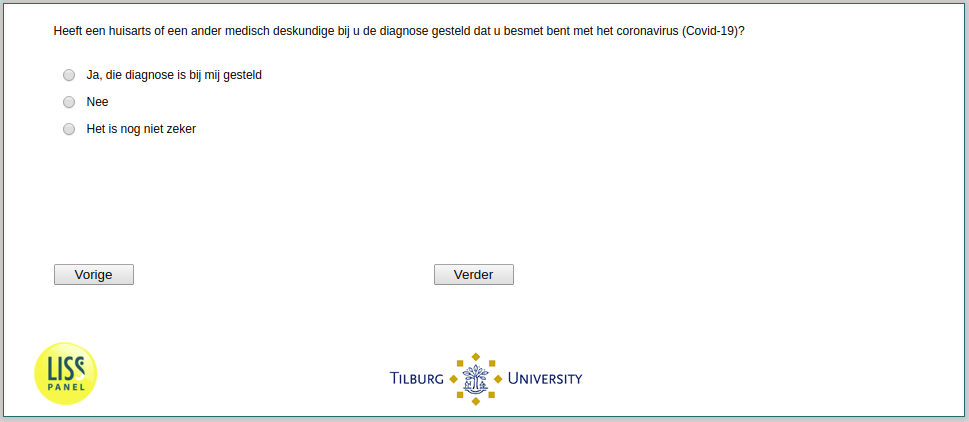 Heeft een huisarts of een ander medisch deskundige bij u de diagnose gesteld dat u besmet bent met het coronavirus (Covid-19)?
Ja, die diagnose is bij mij gesteld
Nee
Het is nog niet zeker
Vorige
Verder
LISS
PANEL
TILBURG UNIVERSITY